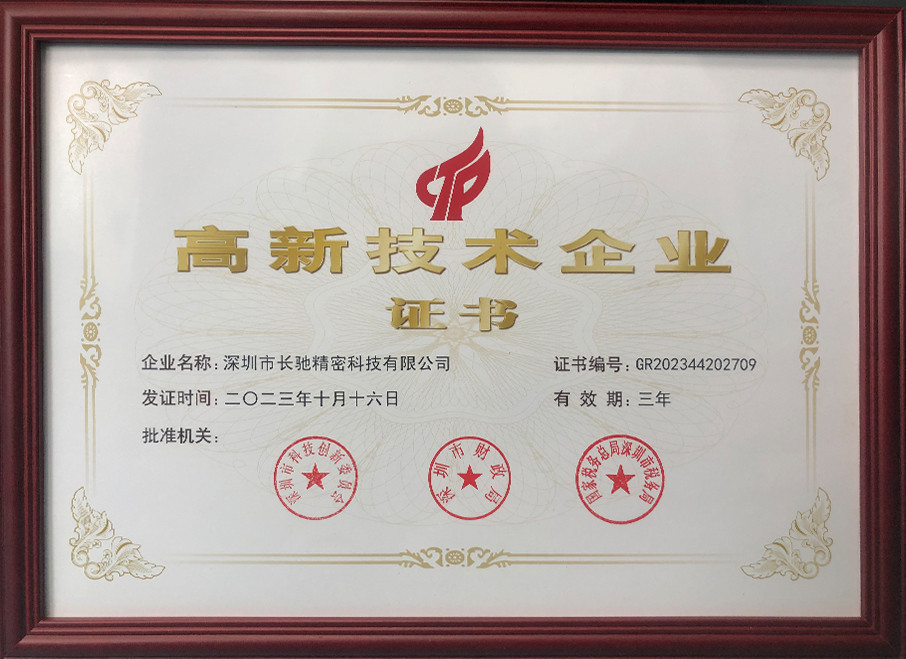 高新技术企业
证书
企业名称：深圳市长驰精密科技有限公司
证书编号：GR202344202709
发证时间：二〇二三年十月十六日
有效期：三年
批准机关：
深圳市科技创新委员会
深圳市财政局
国家税务总局深圳市税务局